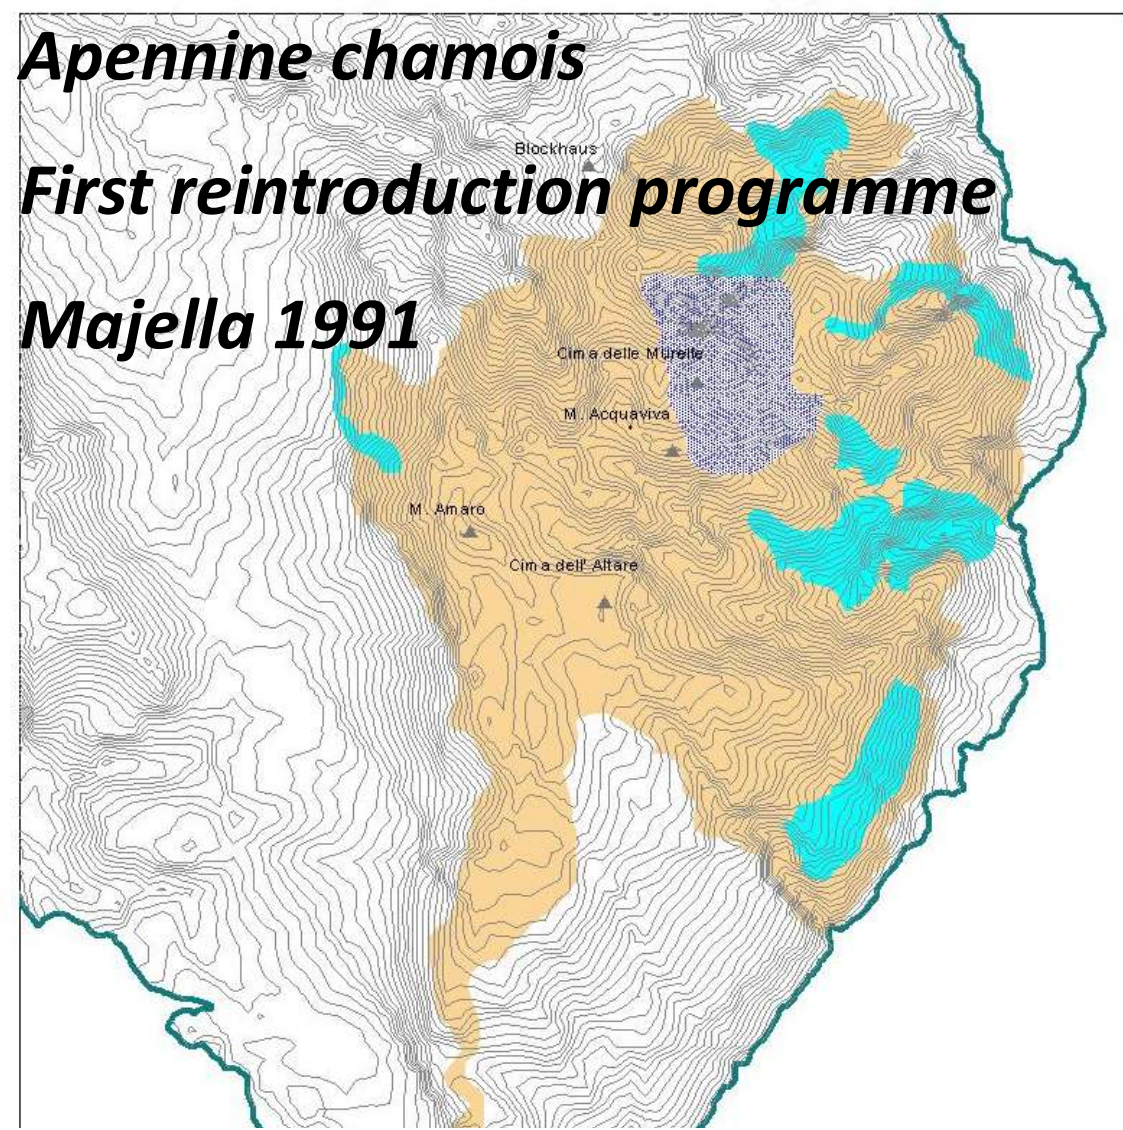 Apennine chamois
Blockhaus
First reintroduction programme
Majella 1991
Cima delle Murelle
M. Acquaviva
M. Amaro
Cima dell' Altare